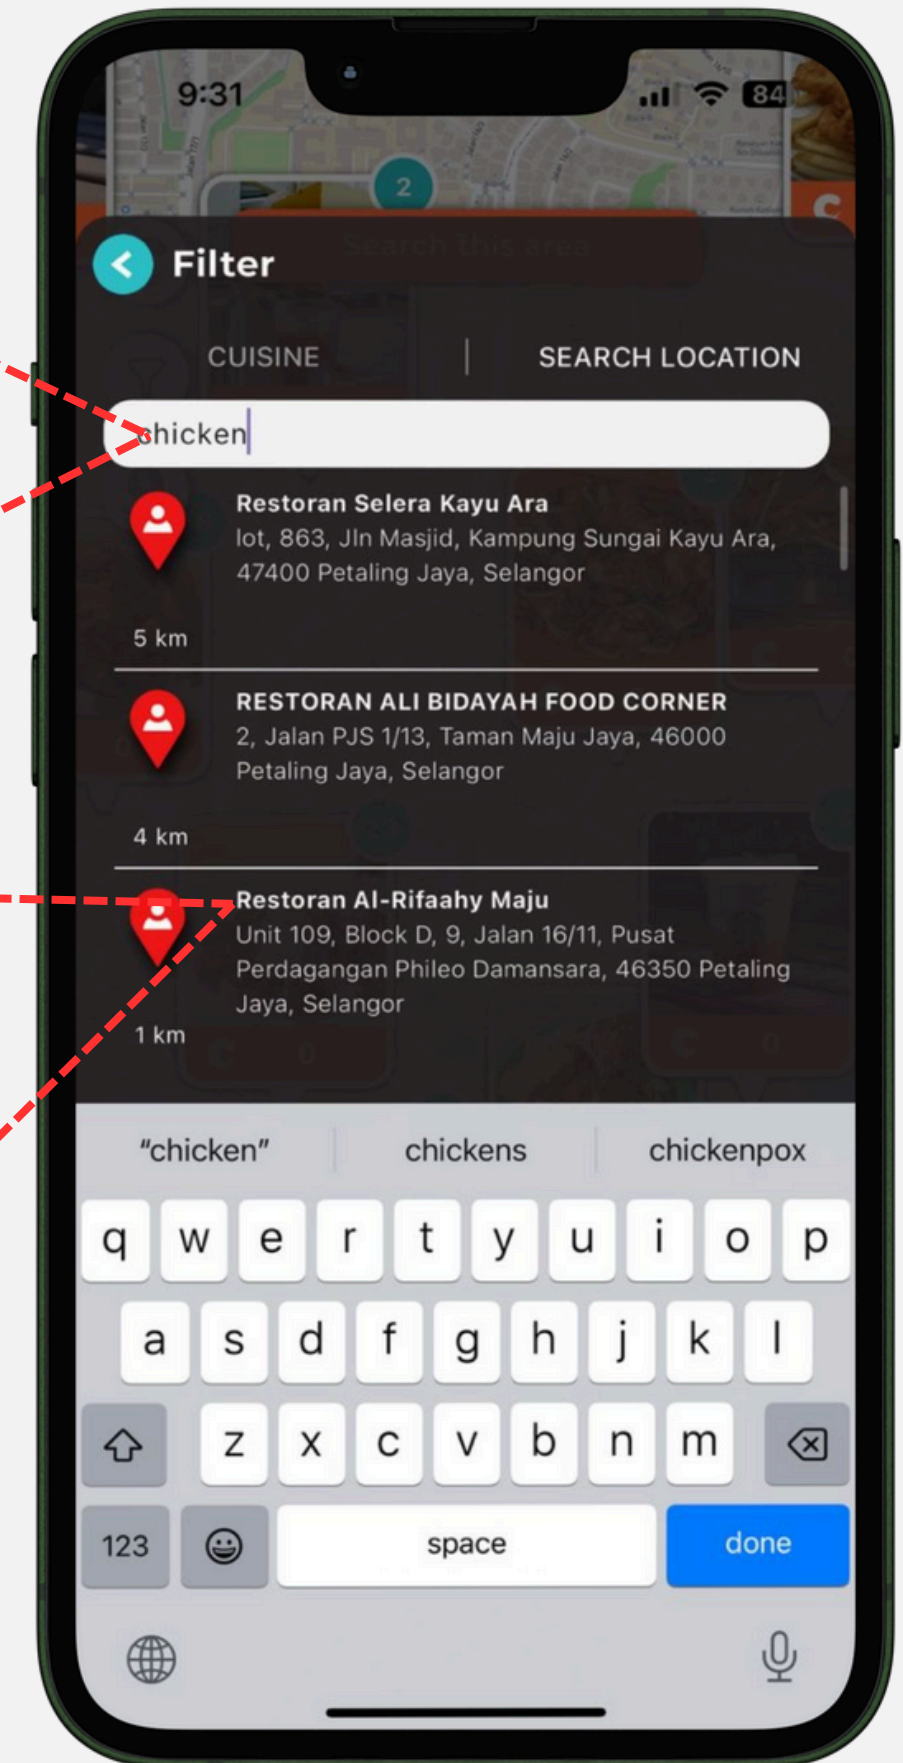 9:31
84
2
Search this area
Filter
CUISINE
SEARCH LOCATION
chicken
Restoran Selera Kayu Ara
lot, 863, Jln Masjid, Kampung Sungai Kayu Ara,
47400 Petaling Jaya, Selangor
5 km
RESTORAN ALI BIDAYAH FOOD CORNER
2, Jalan PJS 1/13, Taman Maju Jaya, 46000
Petaling Jaya, Selangor
4 km
Restoran Al-Rifaahy Maju
Unit 109, Block D, 9, Jalan 16/11, Pusat
Perdagangan Phileo Damansara, 46350 Petaling
Jaya, Selangor
1 km
“chicken”
chickens
chickenpox
q w e r t y u i o p
a s d f g h j k l
z x c v b n m
123
space
done